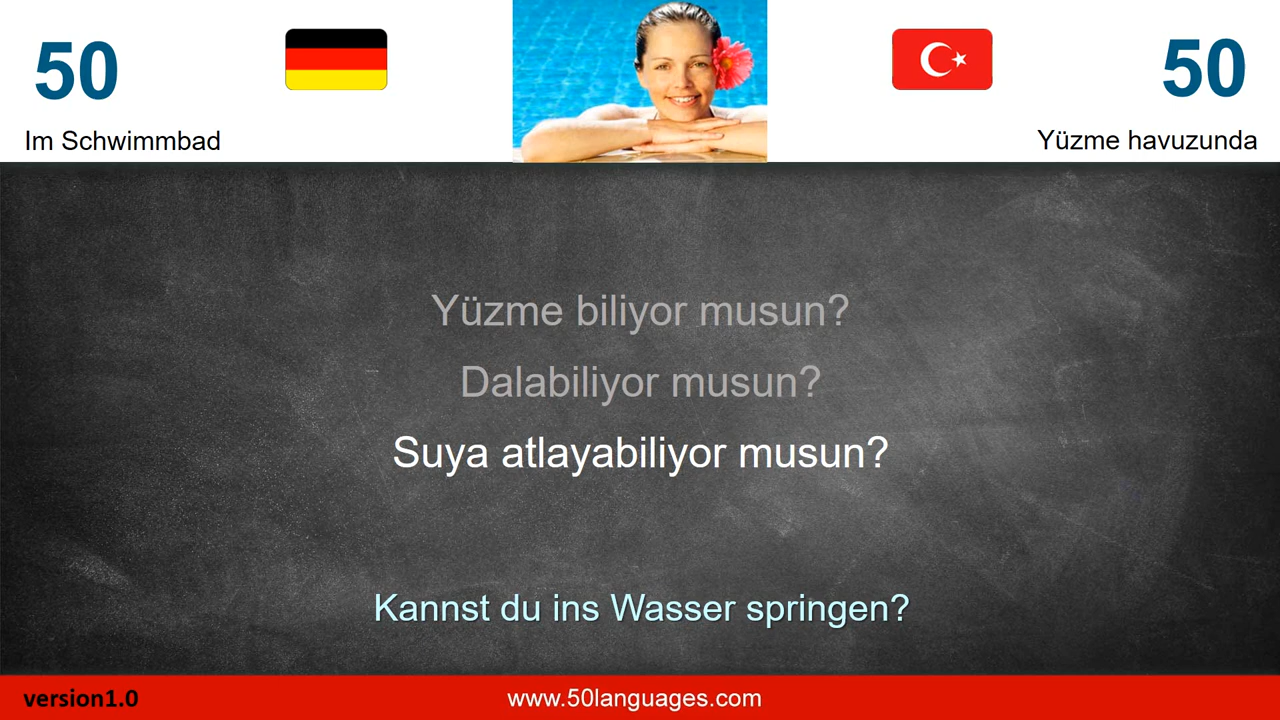 50
50
Im Schwimmbad
Yüzme havuzunda
Yüzme biliyor musun?
Dalabiliyor musun?
Suya atlayabiliyor musun?
Kannst du ins Wasser springen?
version1.0
www.50languages.com